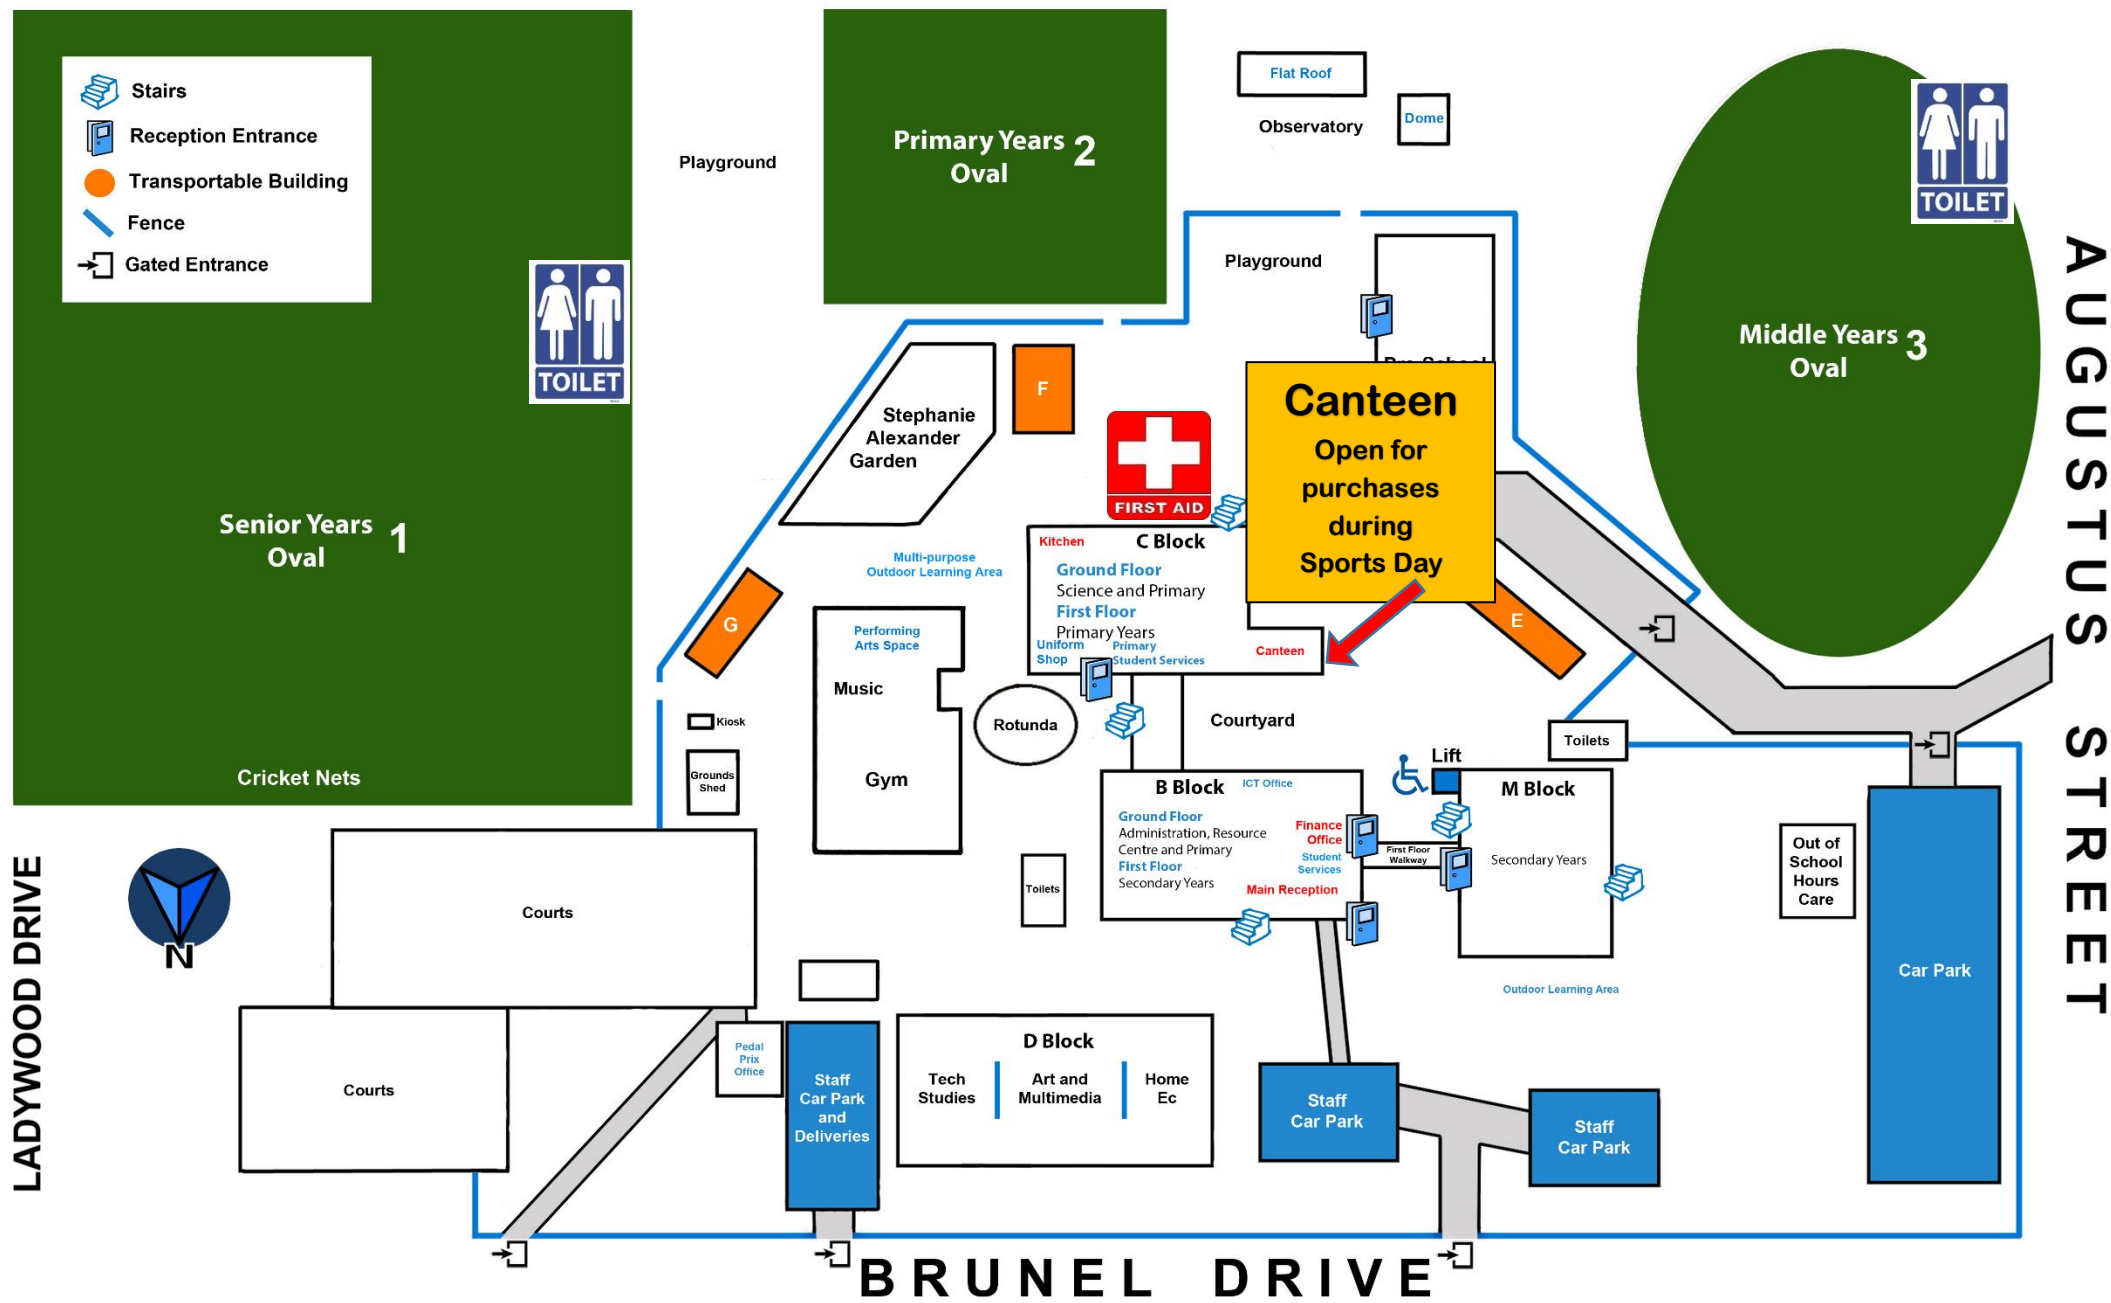 Stairs
Reception Entrance
Transportable Building
Fence
Gated Entrance
TOILET
Senior Years 1
Oval
Cricket Nets
Playground
Primary Years 2
Oval
Flat Roof
Observatory
Dome
TOILET
Middle Years 3
Oval
AUGUSTUS STREET
Playground
Canteen
Open for
purchases
during
Sports Day
F
Stephanie
Alexander
Garden
FIRST AID
Multi-purpose
Outdoor Learning Area
Kitchen
C Block
Ground Floor
Science and Primary
First Floor
Primary Years
Uniform
Shop
Primary
Student Services
Canteen
E
G
Performing
Arts Space
Music
Gym
Kiosk
Grounds
Shed
Rotunda
Courtyard
Toilets
Lift
B Block
ICT Office
Ground Floor
Administration, Resource
Centre and Primary
First Floor
Secondary Years
Finance
Office
Student
Services
Main Reception
First Floor
Walkway
M Block
Secondary Years
Out of
School
Hours
Care
Car Park
Outdoor Learning Area
Toilets
Courts
N
LADYWOOD DRIVE
Courts
Pedal
Prix
Office
Staff
Car Park
and
Deliveries
D Block
Tech
Studies
Art and
Multimedia
Home
Ec
Staff
Car Park
Staff
Car Park
BRUNEL DRIVE